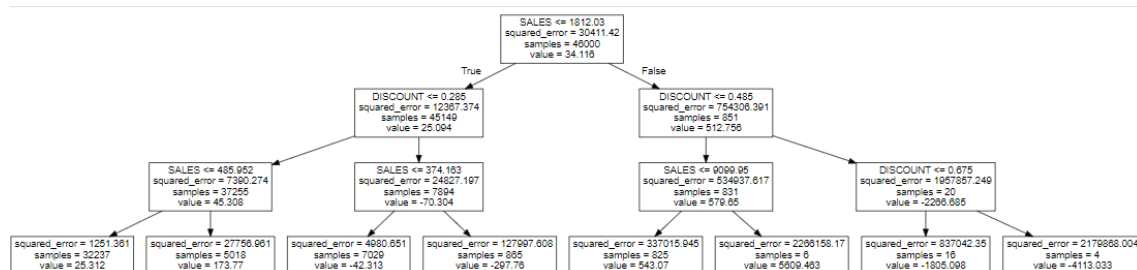 SALES <= 1812.03
squared_error = 30411.42
samples = 46000
value = 34.116
True
False
DISCOUNT <= 0.285
squared_error = 12367.374
samples = 45149
value = 25.094
DISCOUNT <= 0.485
squared_error = 754306.391
samples = 851
value = 512.756
SALES <= 485.952
squared_error = 7390.274
samples = 37255
value = 45.308
SALES <= 374.163
squared_error = 24827.197
samples = 7894
value = -70.304
SALES <= 9099.95
squared_error = 534937.617
samples = 831
value = 579.65
DISCOUNT <= 0.675
squared_error = 1957857.249
samples = 20
value = -2266.685
squared_error = 1251.361
samples = 32237
value = 25.312
squared_error = 27756.961
samples = 5018
value = 173.77
squared_error = 4980.651
samples = 7029
value = -42.313
squared_error = 127997.608
samples = 865
value = -297.76
squared_error = 337015.945
samples = 825
value = 543.07
squared_error = 2266158.17
samples = 6
value = 5609.463
squared_error = 837042.35
samples = 16
value = -1805.098
squared_error = 2179868.004
samples = 4
value = -4113.033